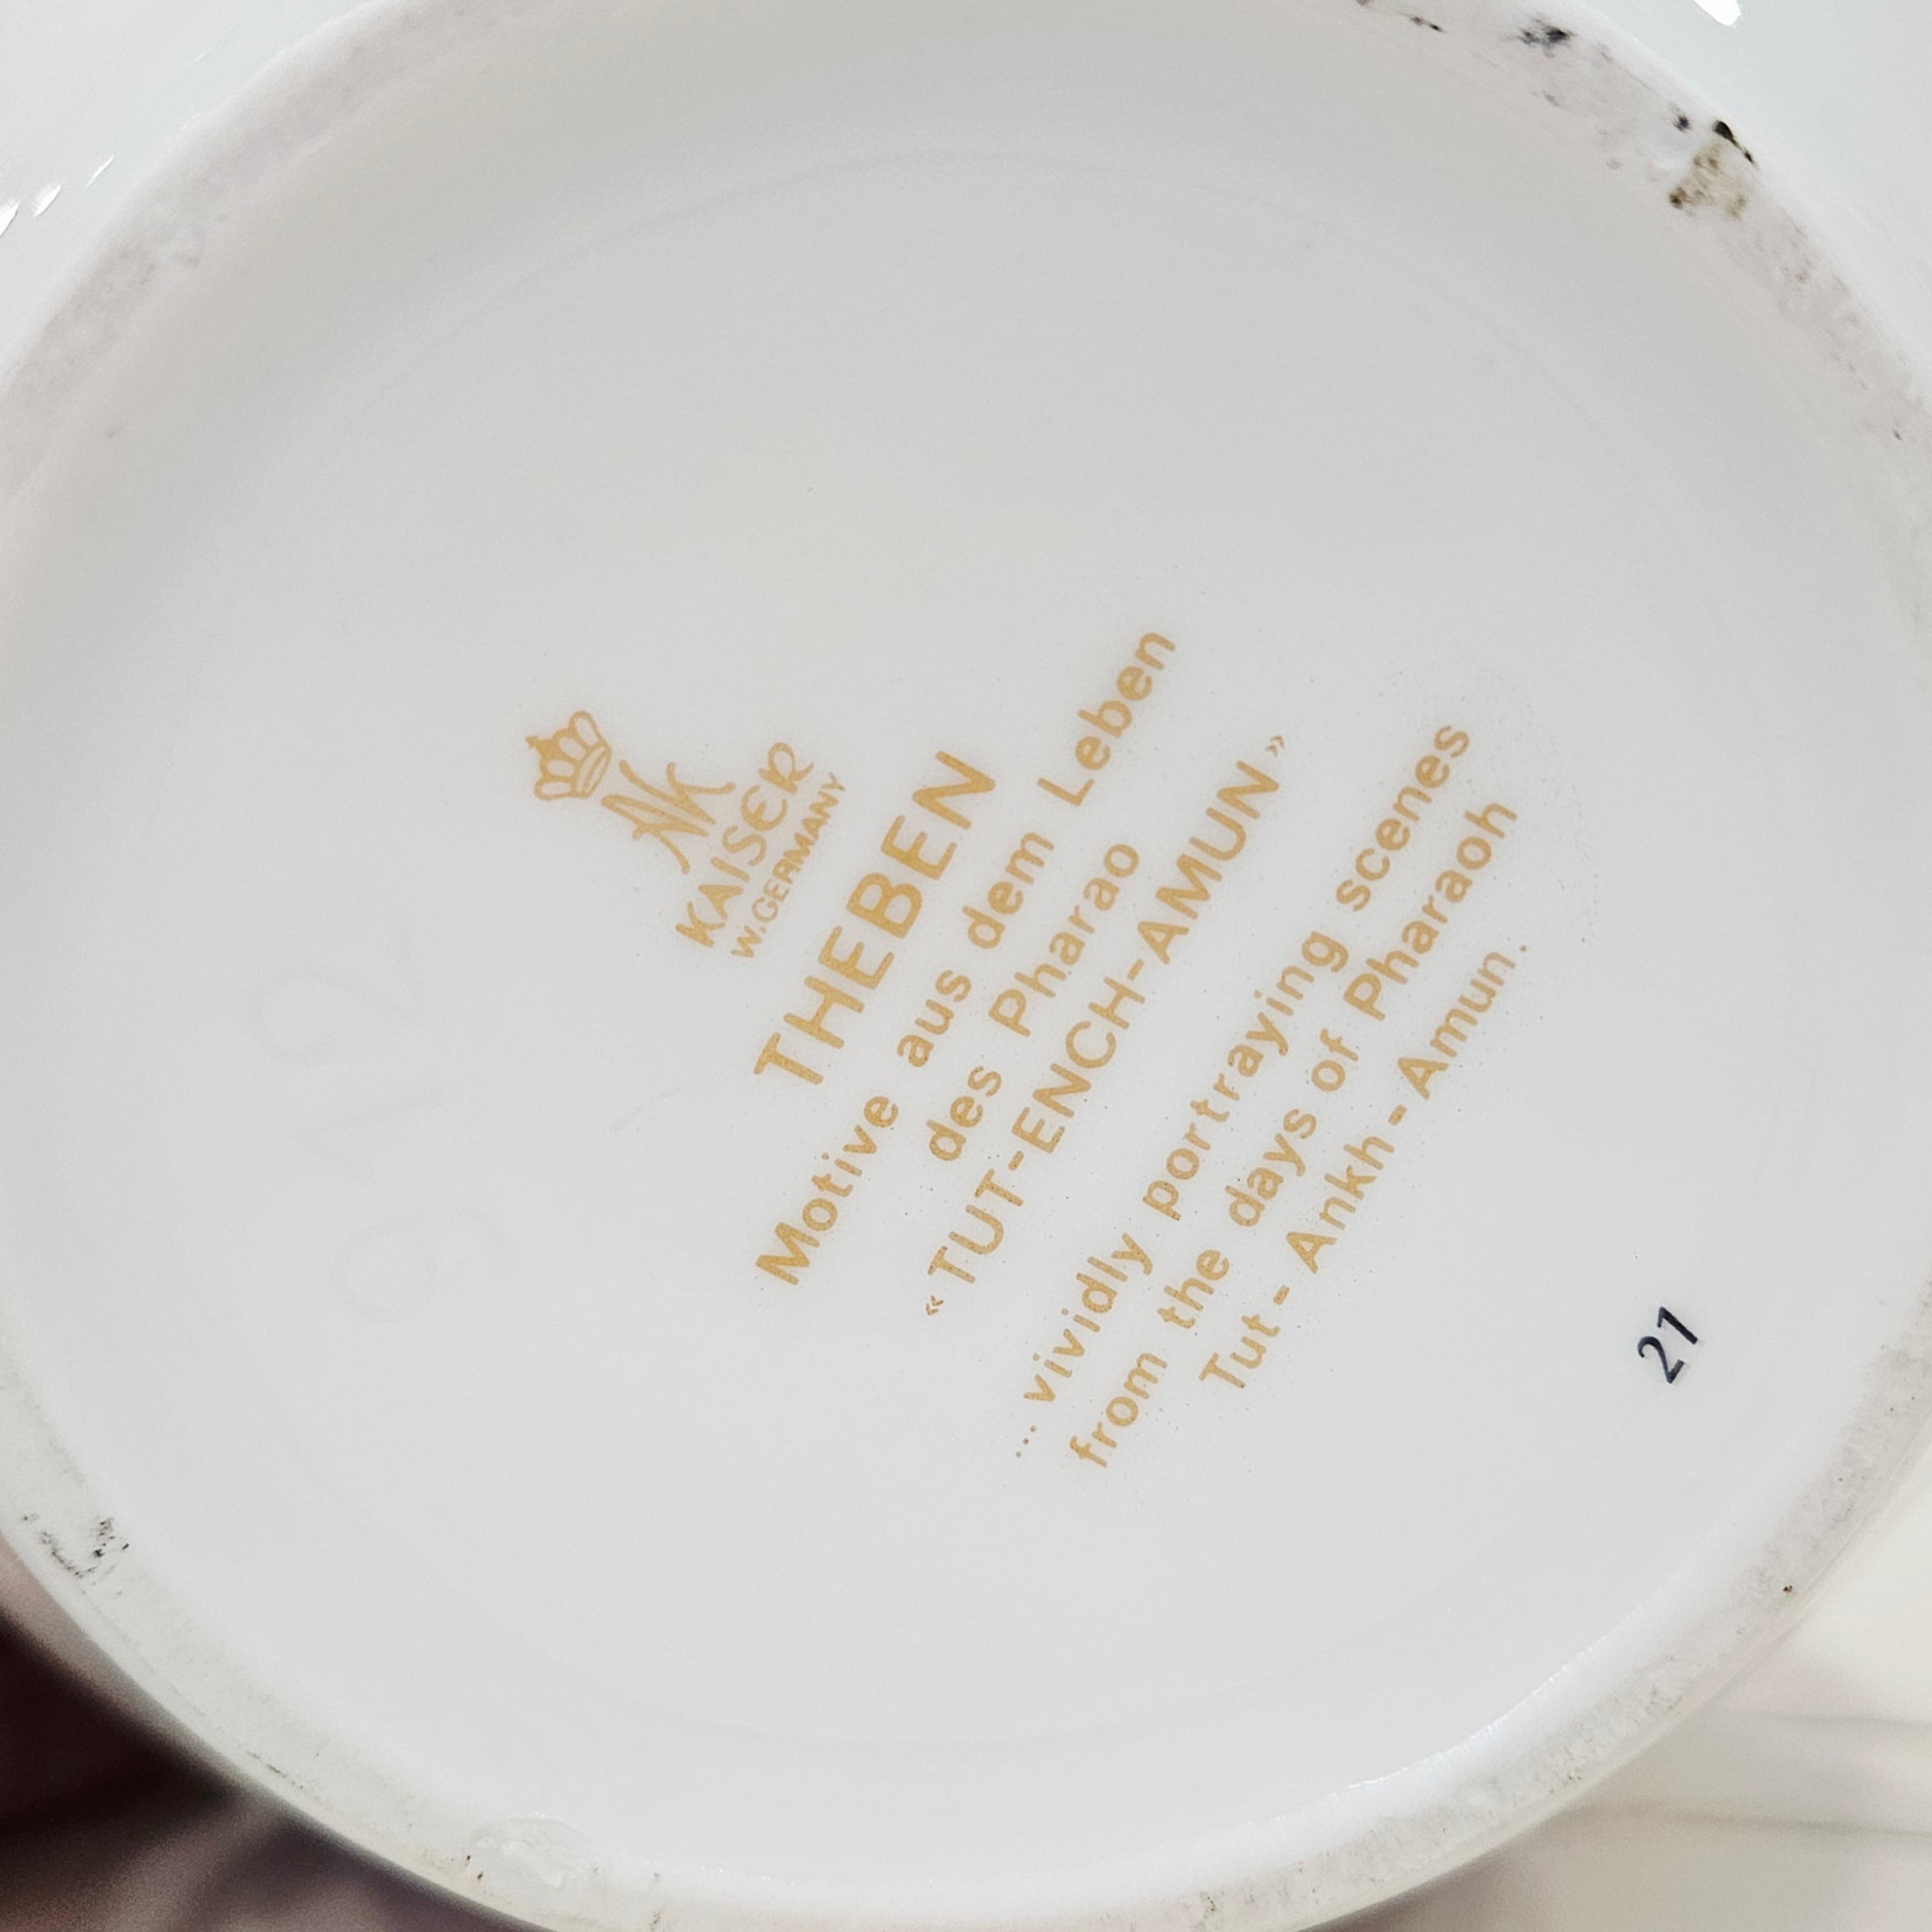 AK
KAISER
W.GERMANY
THEBEN
Motive aus dem Leben
des Pharao
«TUT-ENCH-AMUN»
... vividly portraying scenes
from the days of Pharaoh
Tut - Ankh - Amun.
21